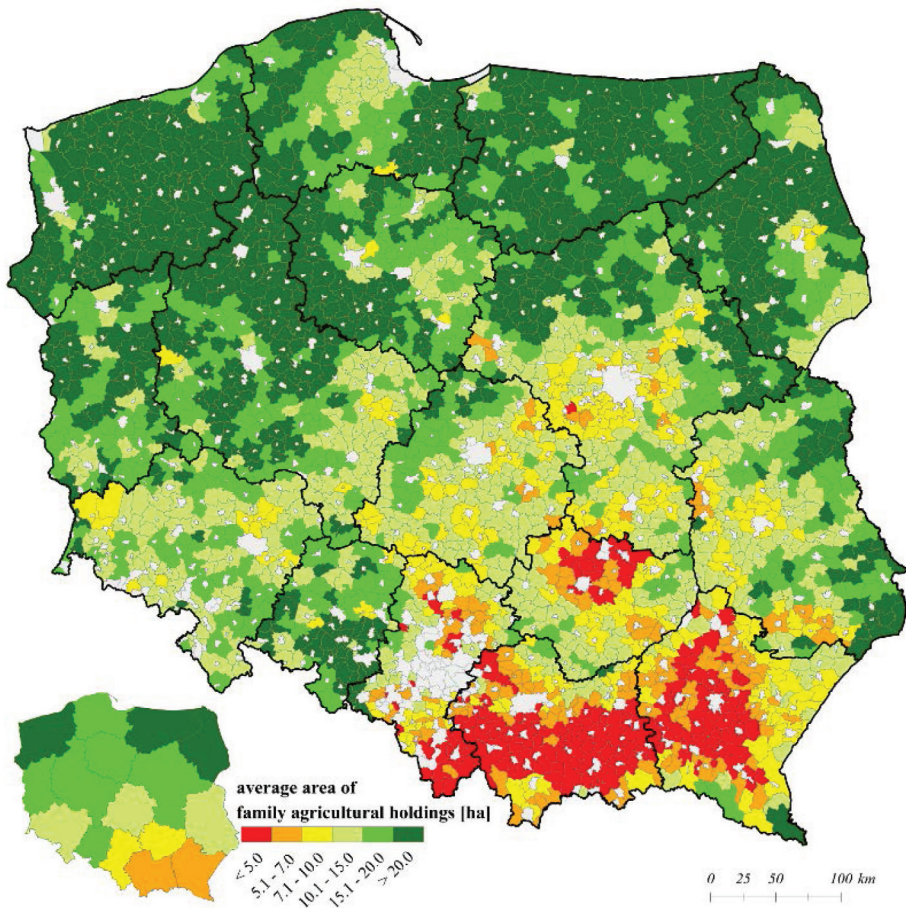 average area of
family agricultural holdings [ha]
< 5.0
5.1 - 7.0
7.1 - 10.0
10.1 - 15.0
15.1 - 20.0
> 20.0
0 25 50 100 km